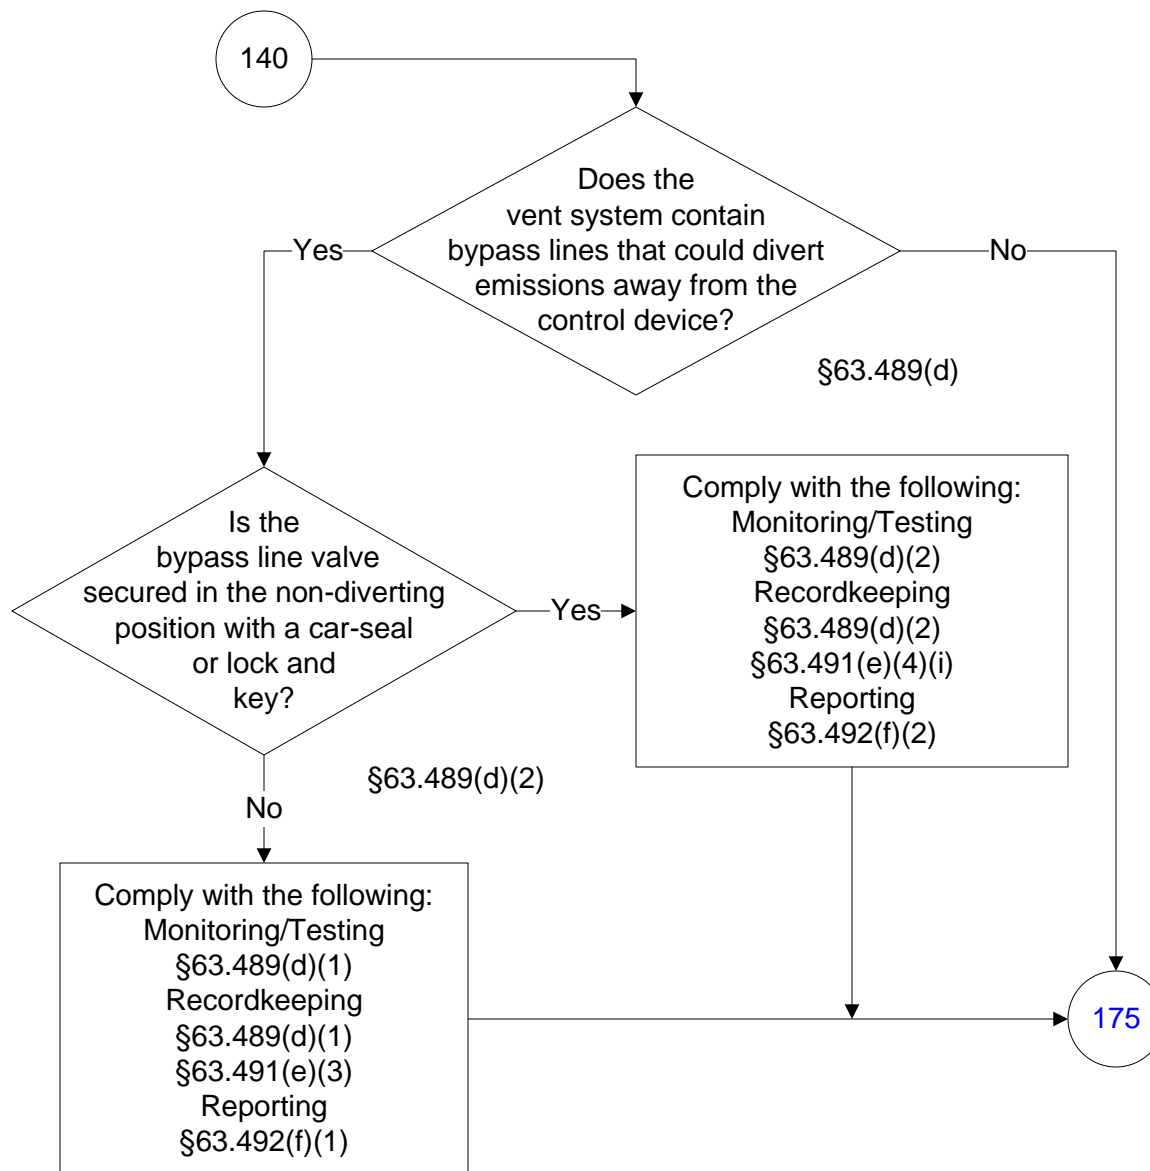 140
Does the
vent system contain
bypass lines that could divert
emissions away from the
control device?
Yes
No
§63.489(d)
Is the
bypass line valve
secured in the non-diverting
position with a car-seal
or lock and
key?
Yes
§63.489(d)(2)
No
Comply with the following:
Monitoring/Testing
§63.489(d)(2)
Recordkeeping
§63.489(d)(2)
§63.491(e)(4)(i)
Reporting
§63.492(f)(2)
Comply with the following:
Monitoring/Testing
§63.489(d)(1)
Recordkeeping
§63.489(d)(1)
§63.491(e)(3)
Reporting
§63.492(f)(1)
175